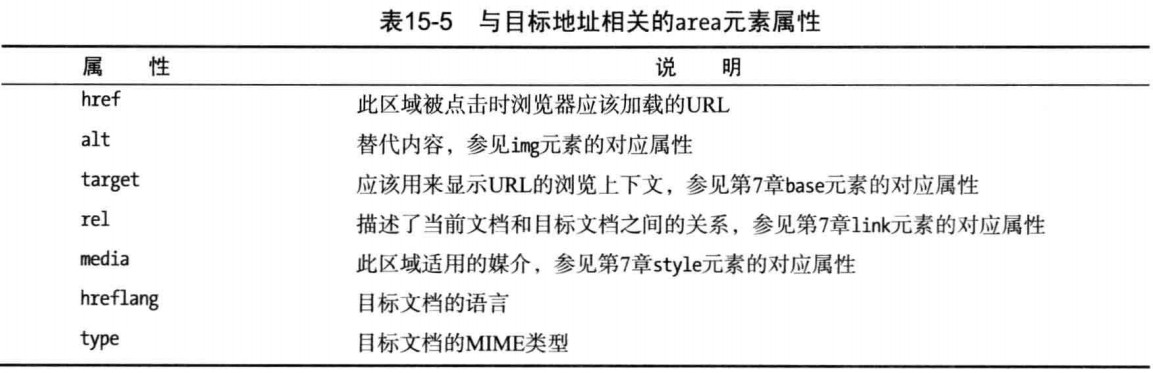 表15-5 与目标地址相关的area元素属性
属 性 说 明
href 此区域被点击时浏览器应该加载的URL
alt 替代内容，参见img元素的对应属性
target 应该用来显示URL的浏览上下文，参见第7章base元素的对应属性
rel 描述了当前文档和目标文档之间的关系，参见第7章link元素的对应属性
media 此区域适用的媒介，参见第7章style元素的对应属性
hreflang 目标文档的语言
type 目标文档的MIME类型